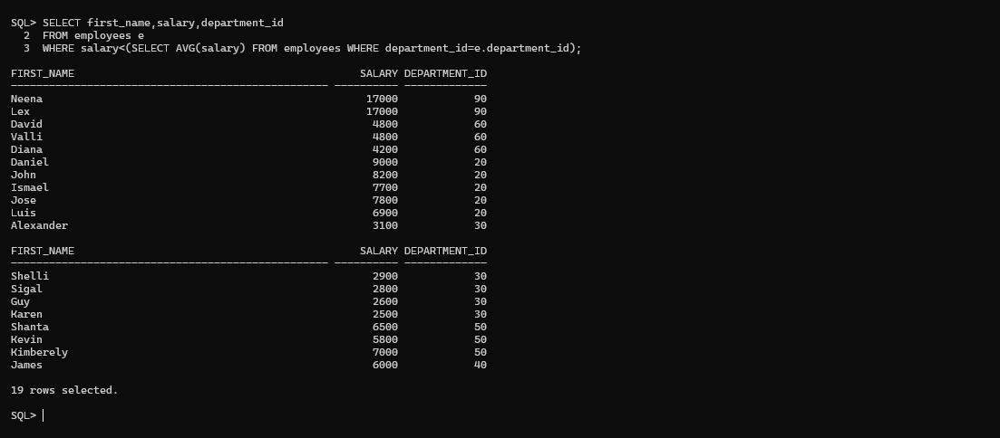 SQL> SELECT first_name,salary,department_id
  2  FROM employees e
  3  WHERE salary<(SELECT AVG(salary) FROM employees WHERE department_id=e.department_id);
FIRST_NAME                                             SALARY DEPARTMENT_ID
-------------------------------------------------- ---------- -------------
Neena                                                   17000            90
Lex                                                     17000            90
David                                                    4800            60
Valli                                                    4800            60
Diana                                                    4200            60
Daniel                                                   9000            20
John                                                     8200            20
Ismael                                                   7700            20
Jose                                                     7800            20
Luis                                                     6900            20
Alexander                                                3100            30
FIRST_NAME                                             SALARY DEPARTMENT_ID
-------------------------------------------------- ---------- -------------
Shelli                                                   2900            30
Sigal                                                    2800            30
Guy                                                      2600            30
Karen                                                    2500            30
Shanta                                                   6500            50
Kevin                                                    5800            50
Kimberely                                                7000            50
James                                                    6000            40
19 rows selected.
SQL>